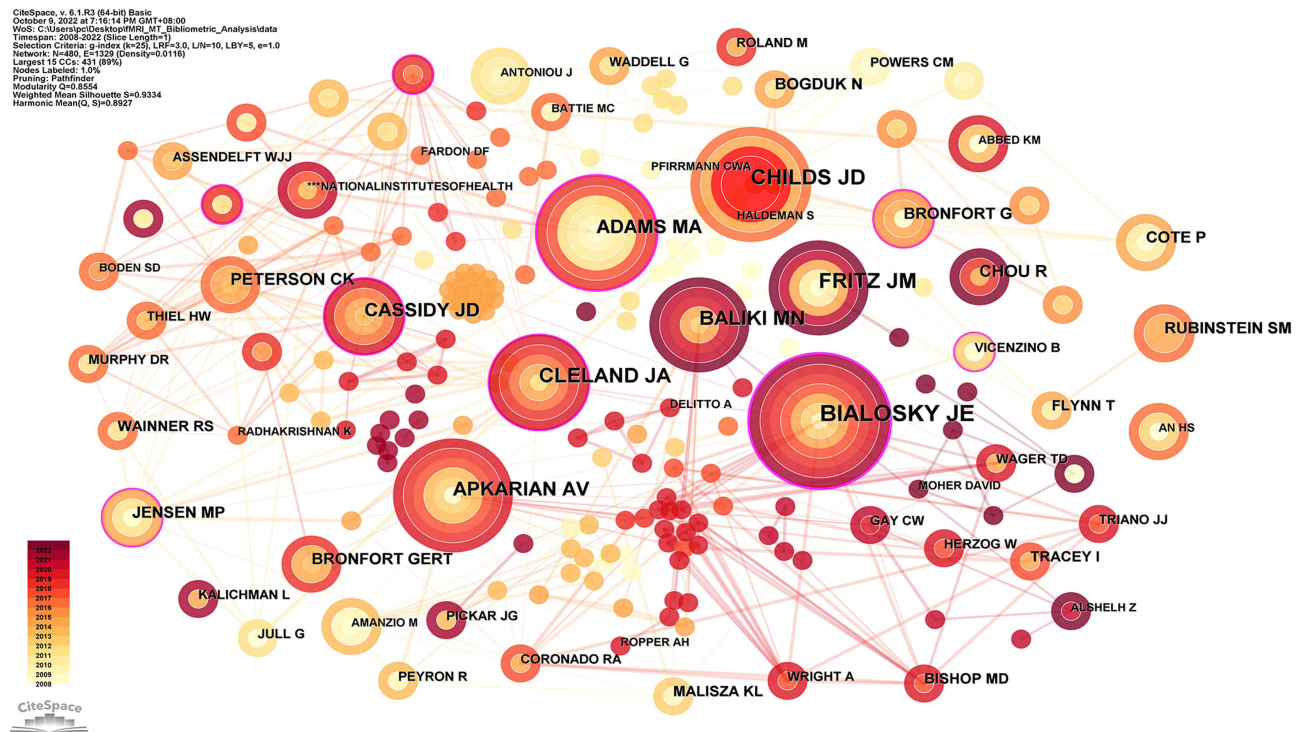 CiteSpace, v. 6.1.R3 (64-bit) Basic
October 9, 2022 at 7:16:14 PM GMT+08:00
WoS: C:\Users\pc\Desktop\fMRI_MT_Bibliometric_Analysis\data
Timespan: 2008-2022 (Slice Length=1)
Selection Criteria: g-index (k=25), LRF=3.0, L/N=10, LBY=5, e=1.0
Network: N=480, E=1329 (Density=0.0116)
Largest 15 CCs: 431 (89%)
Nodes Labeled: 1.0%
Pruning: Pathfinder
Modularity Q=0.8554
Weighted Mean Silhouette S=0.9334
Harmonic Mean(Q, S)=0.8927
ROLAND M
WADDELL G
POWERS CM
ANTONIOU J
BOGDUK N
BATTIE MC
ABBED KM
FARDON DF
ASSENDELFT WJJ
PFIRRMANN CWA
CHILDS JD
***NATIONALINSTITUTESOFHEALTH
HALDEMAN S
BRONFORT G
ADAMS MA
COTE P
BODEN SD
PETERSON CK
FRITZ JM
CHOU R
CASSIDY JD
THIEL HW
BALIKI MN
RUBINSTEIN SM
VICENZINO B
MURPHY DR
CLELAND JA
DELITTO A
FLYNN T
BIALOSKY JE
WAINNER RS
RADHAKRISHNAN K
AN HS
WAGER TD
APKARIAN AV
MOHER DAVID
JENSEN MP
TRIANO JJ
GAY CW
HERZOG W
BRONFORT GERT
TRACEY I
KALICHMAN L
ALSHELH Z
PICKAR JG
AMANZIO M
JULL G
ROPPER AH
CORONADO RA
PEYRON R
WRIGHT A
BISHOP MD
MALISZA KL
2022
2021
2020
2019
2018
2017
2016
2015
2014
2013
2012
2011
2010
2009
2008
CiteSpace